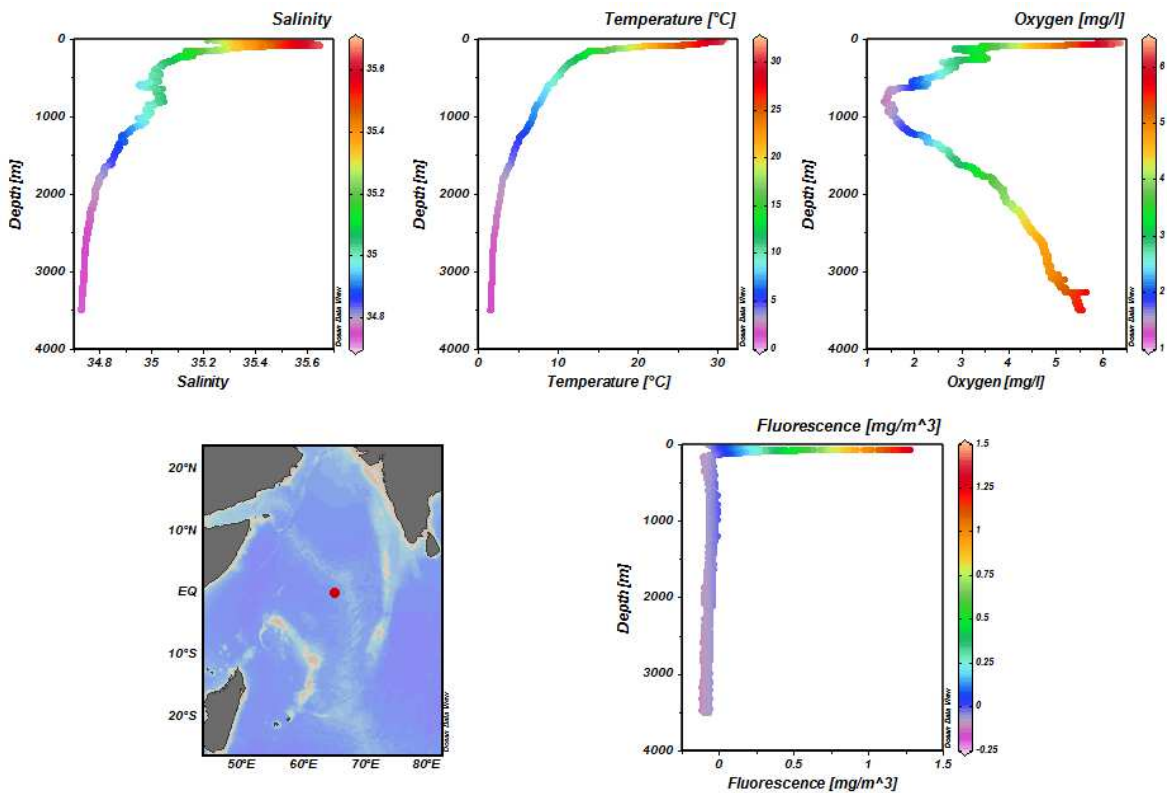 Salinity
0
1000
2000
3000
4000
Depth [m]
34.8
35
35.2
35.4
35.6
Salinity
35.6
35.4
35.2
35
34.8
Ocean Data View
Temperature [°C]
0
1000
2000
3000
4000
Depth [m]
0
10
20
30
Temperature [°C]
30
25
20
15
10
5
0
Ocean Data View
Oxygen [mg/l]
0
1000
2000
3000
4000
Depth [m]
1
2
3
4
5
6
Oxygen [mg/l]
6
5
4
3
2
1
Ocean Data View
20°N
10°N
EQ
10°S
20°S
50°E
60°E
70°E
80°E
Ocean Data View
Fluorescence [mg/m^3]
0
1000
2000
3000
4000
Depth [m]
0
0.5
1
1.5
Fluorescence [mg/m^3]
1.5
1.25
1
0.75
0.5
0.25
0
-0.25
Ocean Data View